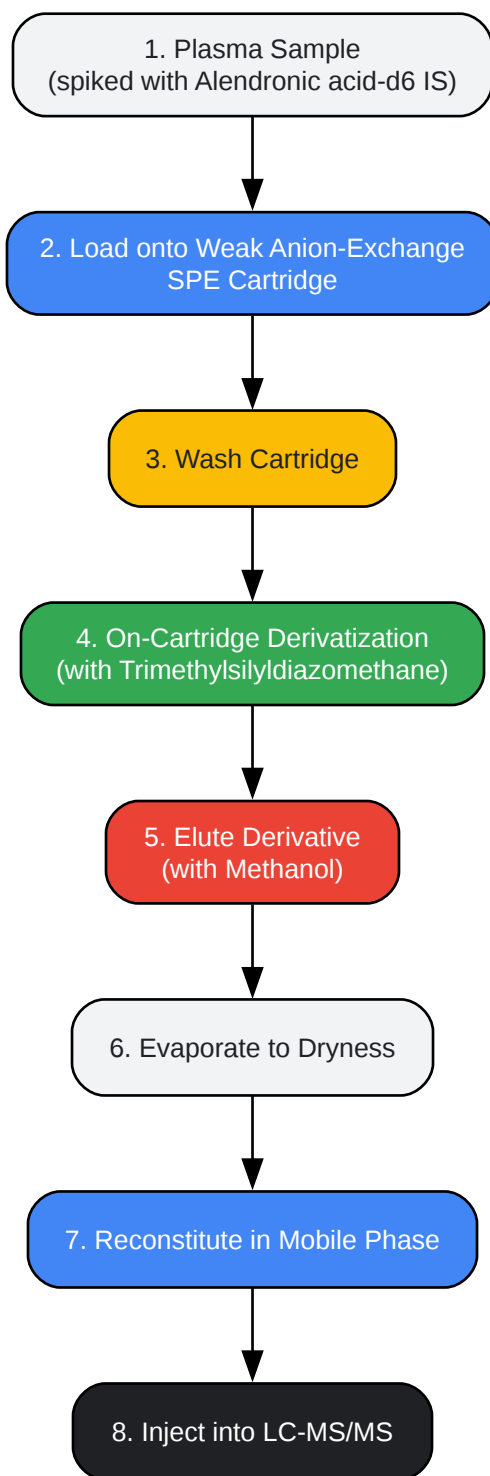 1. Plasma Sample
(spiked with Alendronic acid-d6 IS)
2. Load onto Weak Anion-Exchange
SPE Cartridge
3. Wash Cartridge
4. On-Cartridge Derivatization
(with Trimethylsilyldiazomethane)
5. Elute Derivative
(with Methanol)
6. Evaporate to Dryness
7. Reconstitute in Mobile Phase
8. Inject into LC-MS/MS